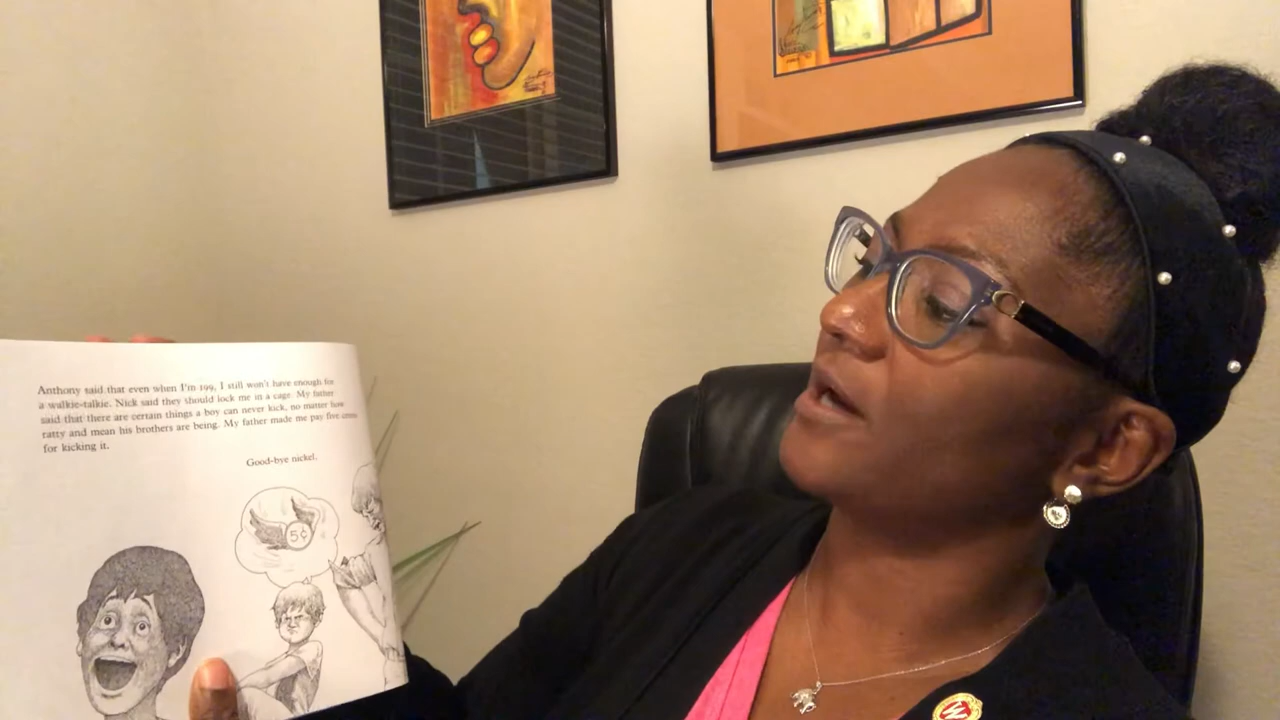 Anthony said that even when I'm 199, I still won't have enough for
a walkie-talkie. Nick said they should lock me in a cage. My father
said that there are certain things a boy can never kick, no matter how
ratty and mean his brothers are being. My father made me pay five cents
for kicking it.
Good-bye nickel.
5¢
W